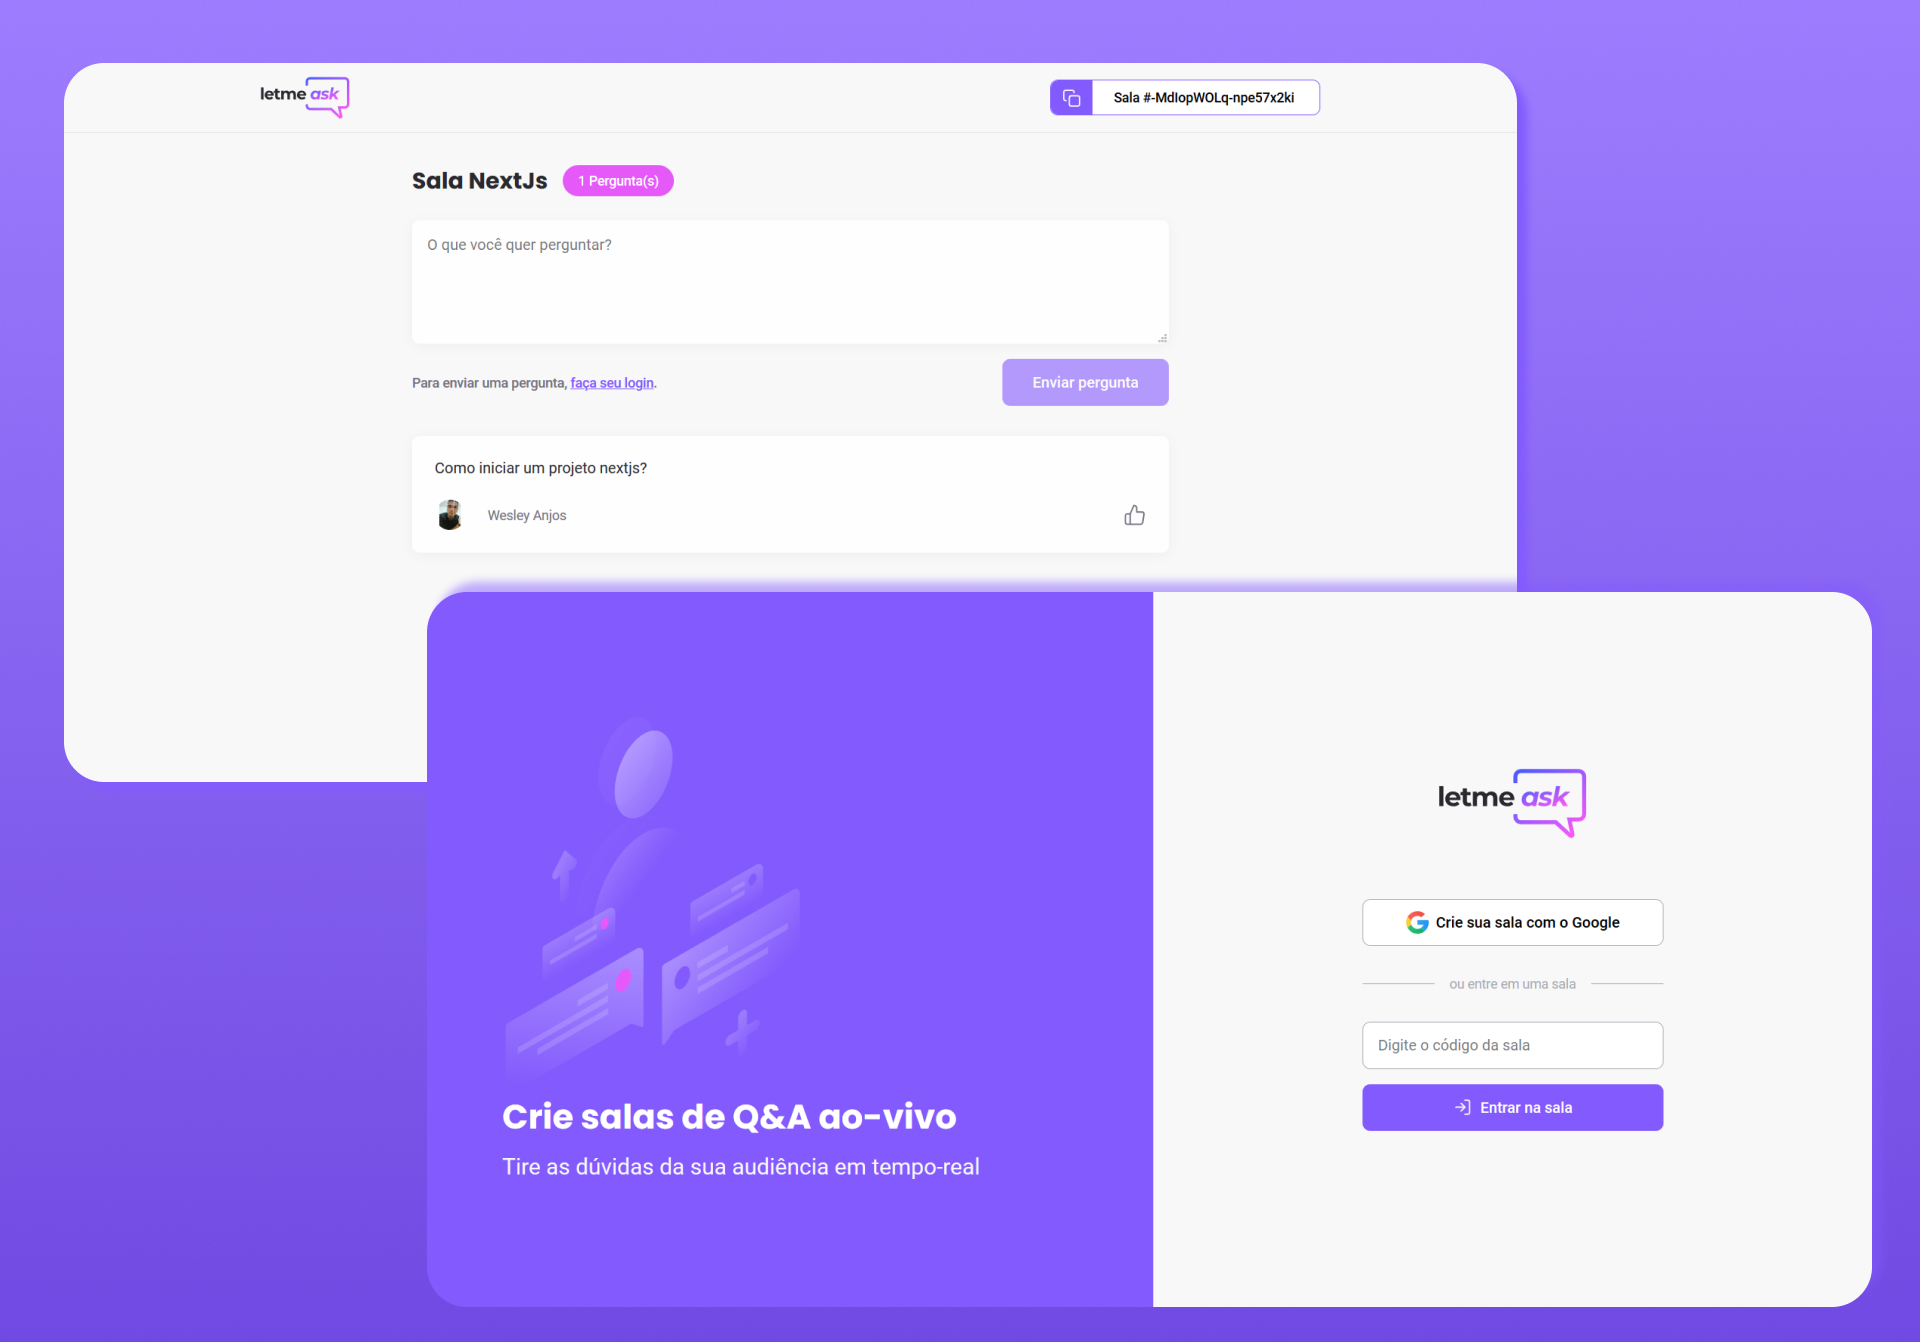 letme ask
Sala #-MdIopWOLq-npe57x2ki
Sala NextJs
1 Pergunta(s)
O que você quer perguntar?
Para enviar uma pergunta, faça seu login.
Enviar pergunta
Como iniciar um projeto nextjs?
Wesley Anjos
letme ask
Crie sua sala com o Google
ou entre em uma sala
Digite o código da sala
Entrar na sala
Crie salas de Q&A ao-vivo
Tire as dúvidas da sua audiência em tempo-real